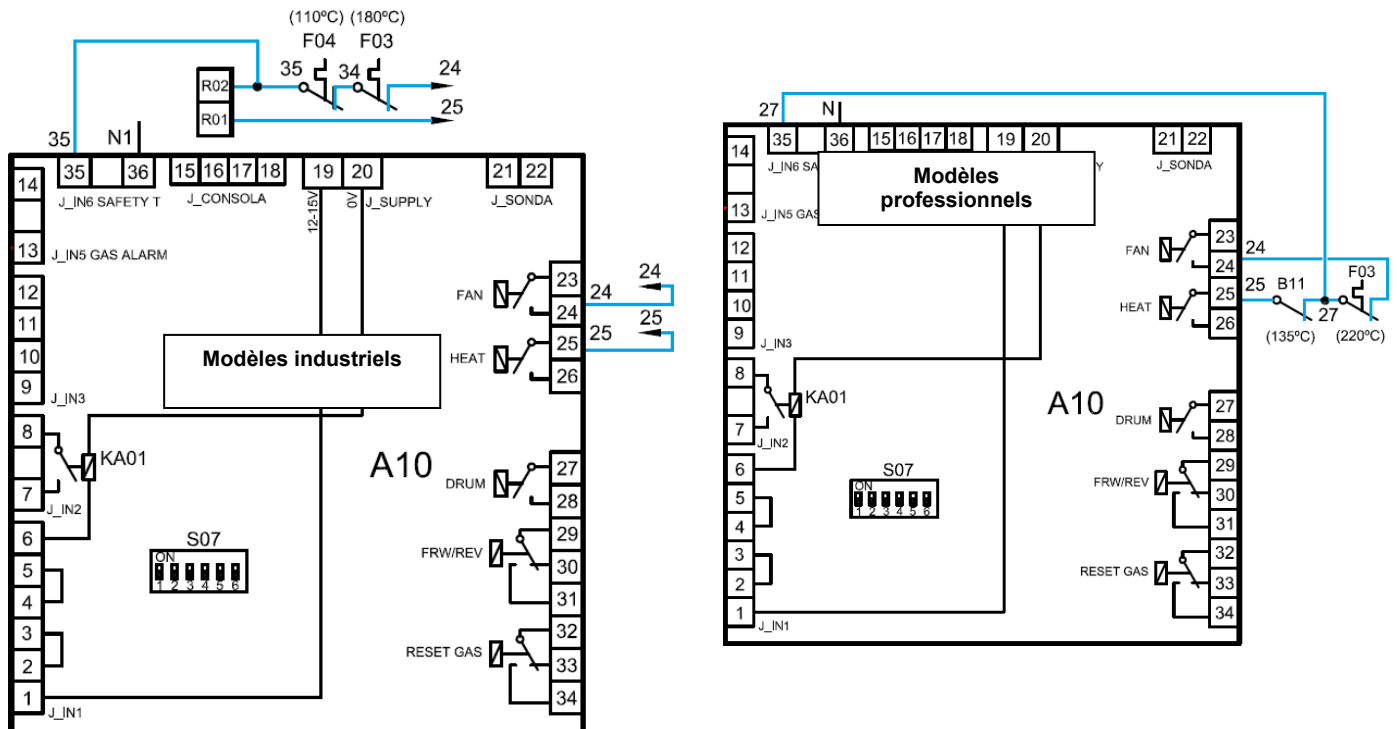 (110ºC) (180ºC)
F04 F03
35 34 24
R02
R01 25
35 N1
35 36 15 16 17 18 19 20 21 22
J_IN6 SAFETY T J_CONSOLA 12-15V 0V J_SUPPLY J_SONDA
14
13 J_IN5 GAS ALARM
12
11
10
9 J_IN3
8
7 J_IN2
KA01
6
5
4
3
2
1 J_IN1
Modèles industriels
A10
S07
ON
1 2 3 4 5 6
FAN 23
24 24 24
HEAT 25 25 25
26
DRUM 27
28
29
FRW/REV 30
31
32
RESET GAS 33
34
27 N
35 36 15 16 17 18 19 20 21 22
J_IN6 SA Y J_SONDA
Modèles
professionnels
14
13 J_IN5 GAS
12
11
10
9 J_IN3
8
7 J_IN2
KA01
6
5
4
3
2
1 J_IN1
A10
S07
ON
1 2 3 4 5 6
FAN 23
24 24
HEAT 25 25 B11 27 F03
26 (135ºC) (220ºC)
DRUM 27
28
29
FRW/REV 30
31
32
RESET GAS 33
34